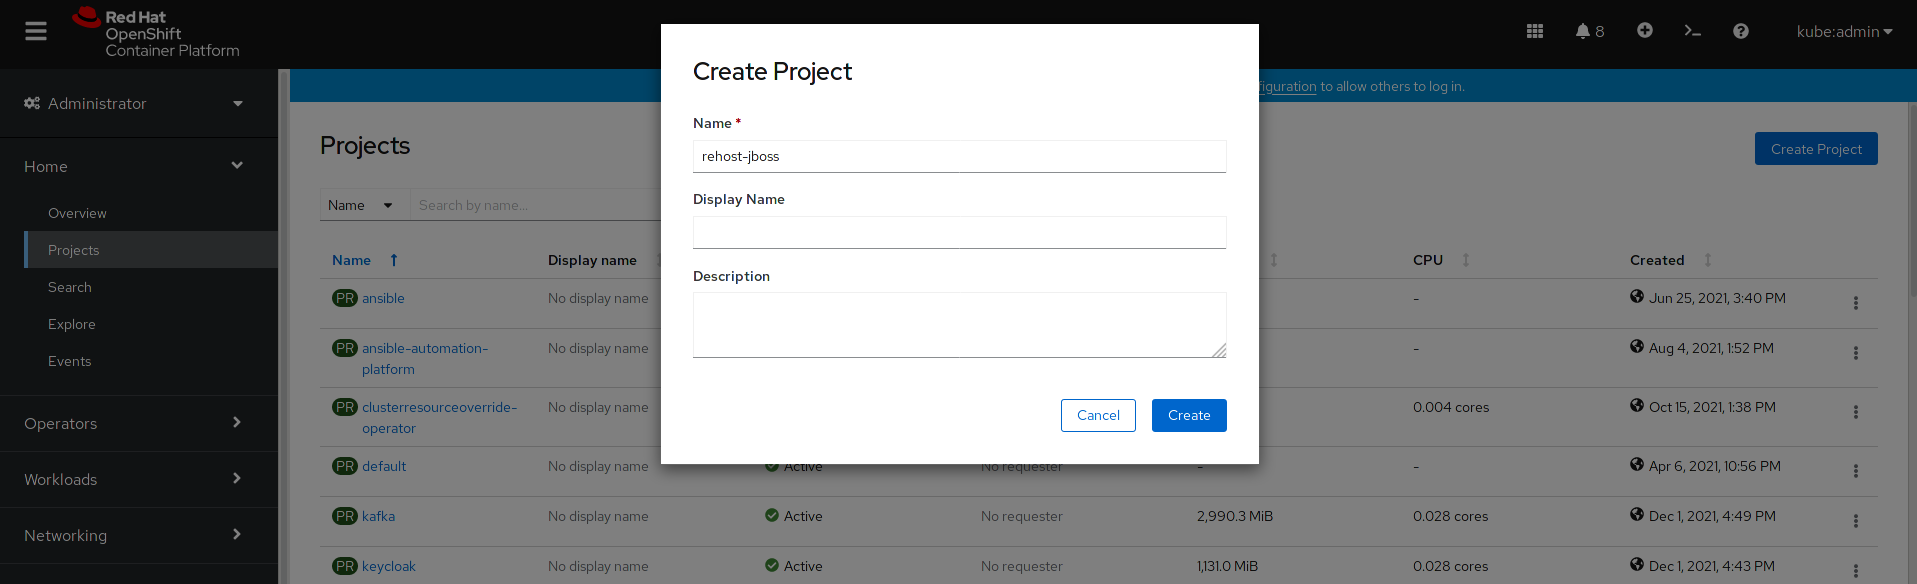 Red Hat
OpenShift
Container Platform
8
kube:admin
Administrator
Home
Overview
Projects
Search
Explore
Events
Operators
Workloads
Networking
to allow others to log in.
Projects
Create Project
Name
Search by name...
Name Display name CPU Created
PR ansible No display name - Jun 25, 2021, 3:40 PM
PR ansible-automation-
platform No display name - Aug 4, 2021, 1:52 PM
PR clusterresourceoverride-
operator No display name 0.004 cores Oct 15, 2021, 1:38 PM
PR default No display name Active No requester - - Apr 6, 2021, 10:56 PM
PR kafka No display name Active No requester 2,990.3 MiB 0.028 cores Dec 1, 2021, 4:49 PM
PR keycloak No display name Active No requester 1,131.0 MiB 0.028 cores Dec 1, 2021, 4:43 PM
Create Project
Name *
rehost-jboss
Display Name
Description
Cancel
Create